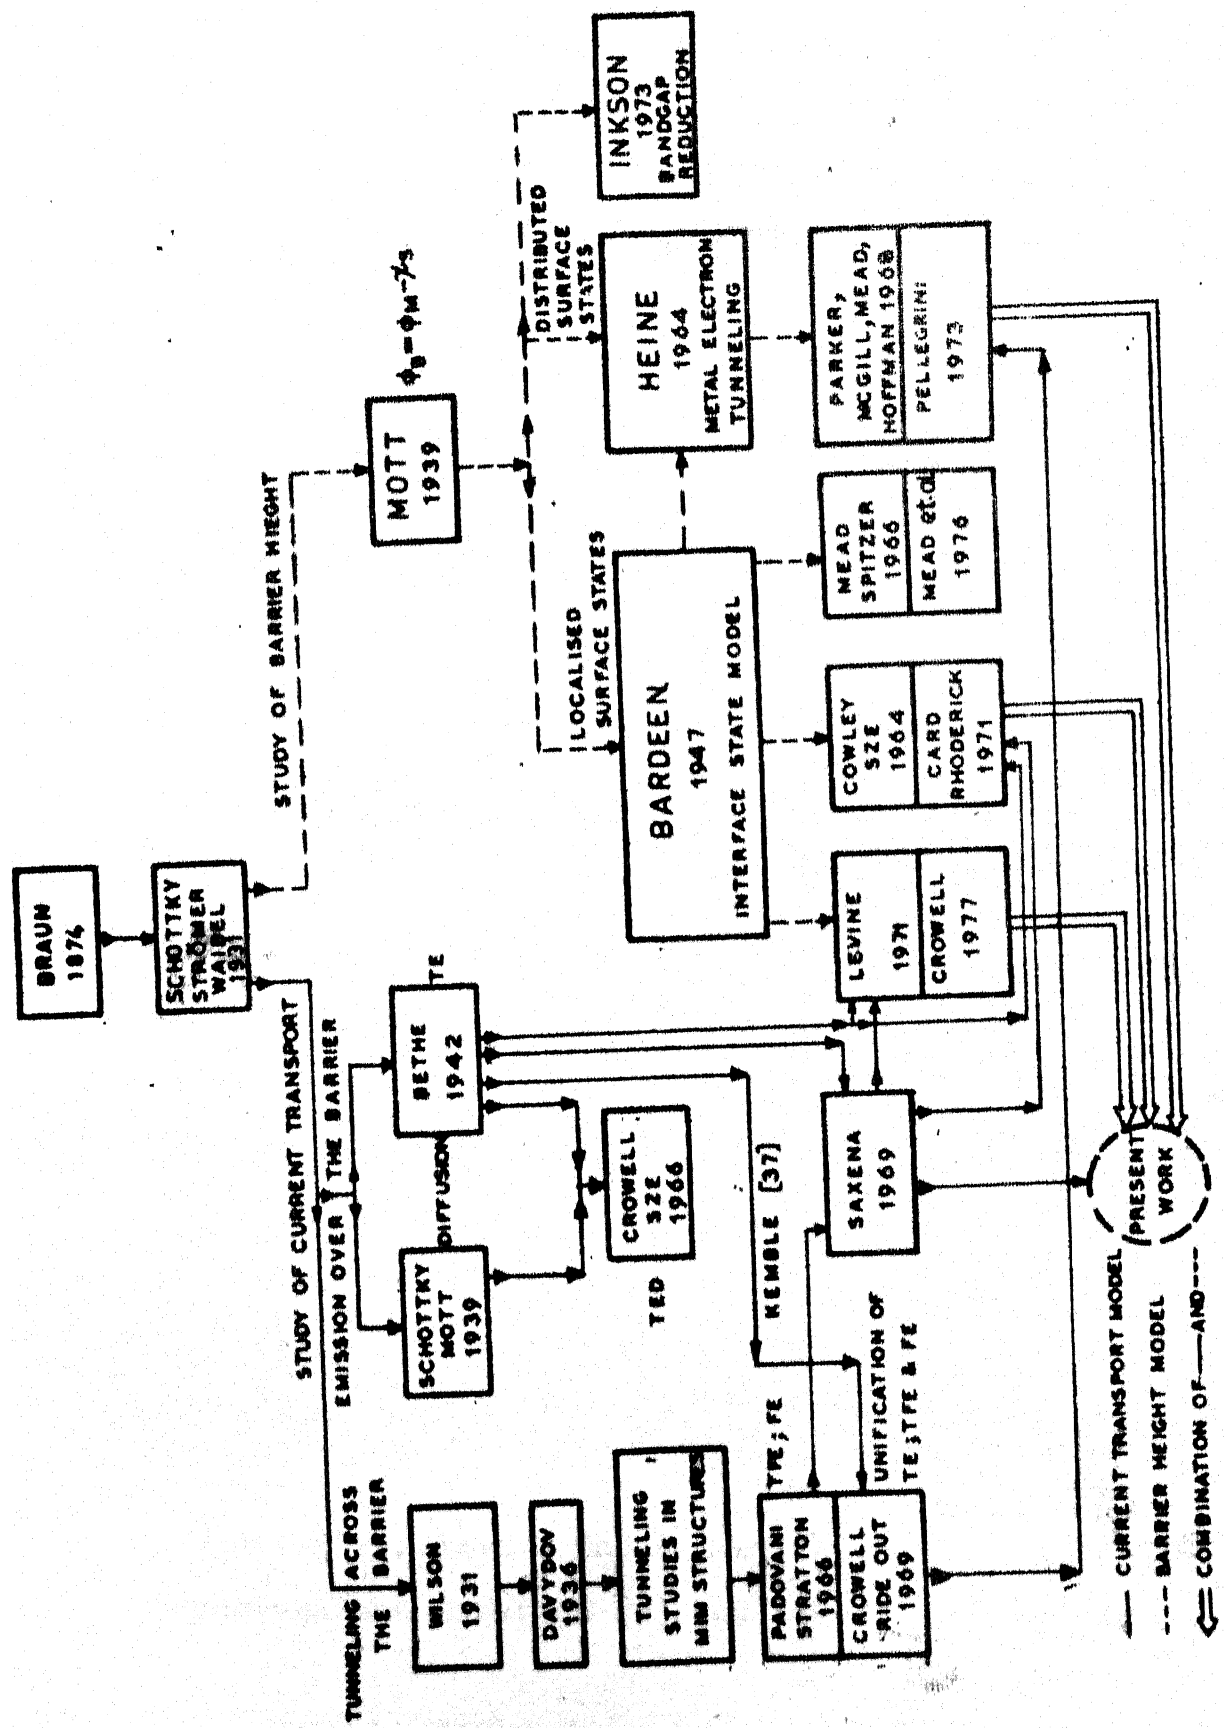 BRAUN
1874
SCHOTTKY
STROMER
WAIBEL
1931
STUDY OF CURRENT TRANSPORT
STUDY OF BARRIER HIEGHT
TUNNELING ACROSS
THE BARRIER
EMISSION OVER THE BARRIER
WILSON
1931
DAVYDOV
1936
TUNNELING
STUDIES IN
MIM STRUCTURES
PADOVANI
STRATTON
1966
CROWELL
RIDE OUT
1969
TFE ; FE
UNIFICATION OF
TE ; TFE & FE
SCHOTTKY
MOTT
1939
DIFFUSION
BETHE
1942
TE
CROWELL
SZE
1966
TED
KEMBLE [37]
SAXENA
1969
MOTT
1939
ΦB = ΦM - χS
LOCALISED
SURFACE STATES
DISTRIBUTED
SURFACE
STATES
BARDEEN
1947
INTERFACE STATE MODEL
HEINE
1964
METAL ELECTRON
TUNNELING
INKSON
1973
BANDGAP
REDUCTION
LEVINE
1971
CROWELL
1977
COWLEY
SZE
1964
CARD
RHODERICK
1971
MEAD
SPITZER
1966
MEAD et.al
1976
PARKER,
MCGILL, MEAD,
HOFFMAN 1968
PELLEGRINI
1973
PRESENT
WORK
CURRENT TRANSPORT MODEL
--- BARRIER HEIGHT MODEL
COMBINATION OF — AND ---